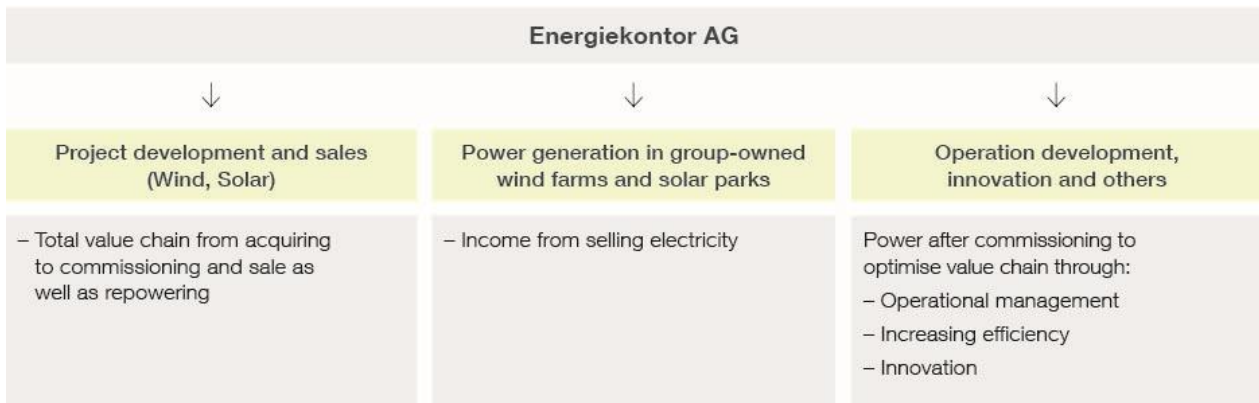 Energiekontor AG
Project development and sales
(Wind, Solar)
– Total value chain from acquiring
to commissioning and sale as
well as repowering
Power generation in group-owned
wind farms and solar parks
– Income from selling electricity
Operation development,
innovation and others
Power after commissioning to
optimise value chain through:
– Operational management
– Increasing efficiency
– Innovation